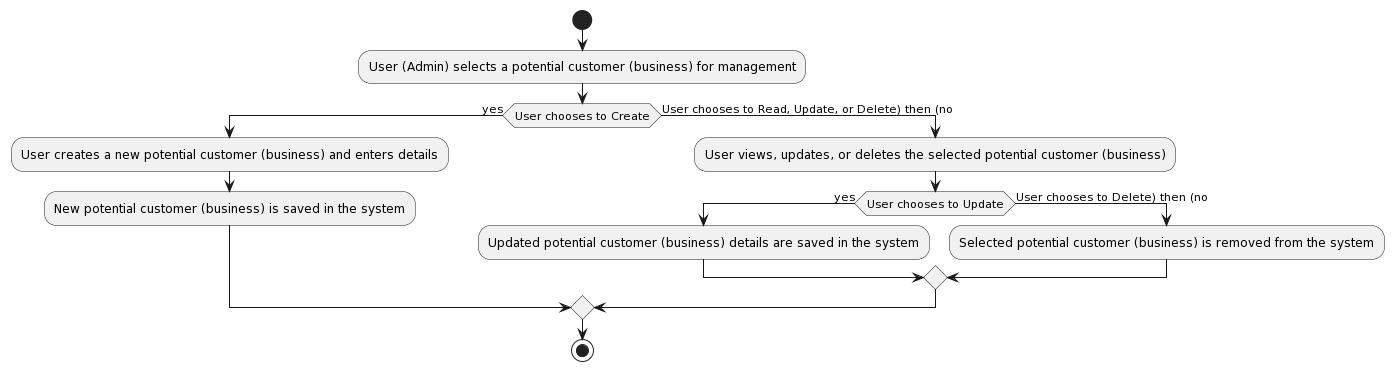 User (Admin) selects a potential customer (business) for management
yes
User chooses to Create
User chooses to Read, Update, or Delete) then (no
User creates a new potential customer (business) and enters details
User views, updates, or deletes the selected potential customer (business)
New potential customer (business) is saved in the system
yes
User chooses to Update
User chooses to Delete) then (no
Updated potential customer (business) details are saved in the system
Selected potential customer (business) is removed from the system